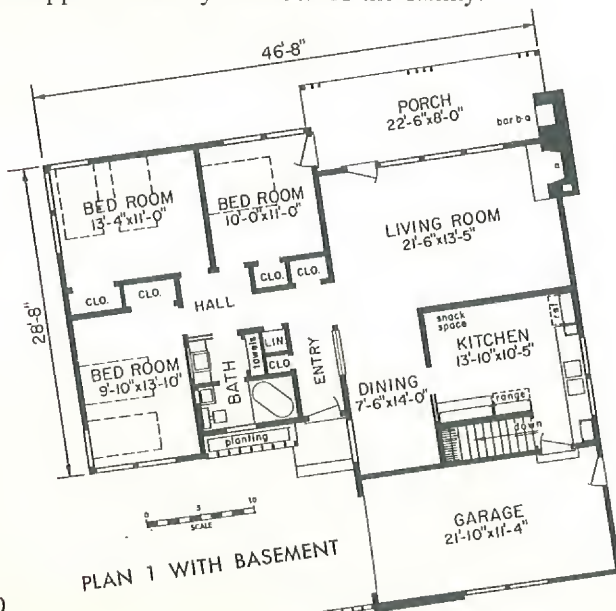 46'-8"
PORCH
22'-6"x8'-0"
bar-b-q
BED ROOM
13'-4"x11'-0"
BED ROOM
10'-0"x11'-0"
LIVING ROOM
21'-6"x13'-5"
28'-8"
CLO.
CLO.
CLO.
CLO.
HALL
snack
space
ref
KITCHEN
13'-10"x10'-5"
BED ROOM
9'-10"x13'-10"
BATH
towels
LIN.
CLO
ENTRY
DINING
7'-6"x14'-0"
range
down
planting
0 5 10
SCALE
GARAGE
21'-10"x11'-4"
PLAN 1 WITH BASEMENT